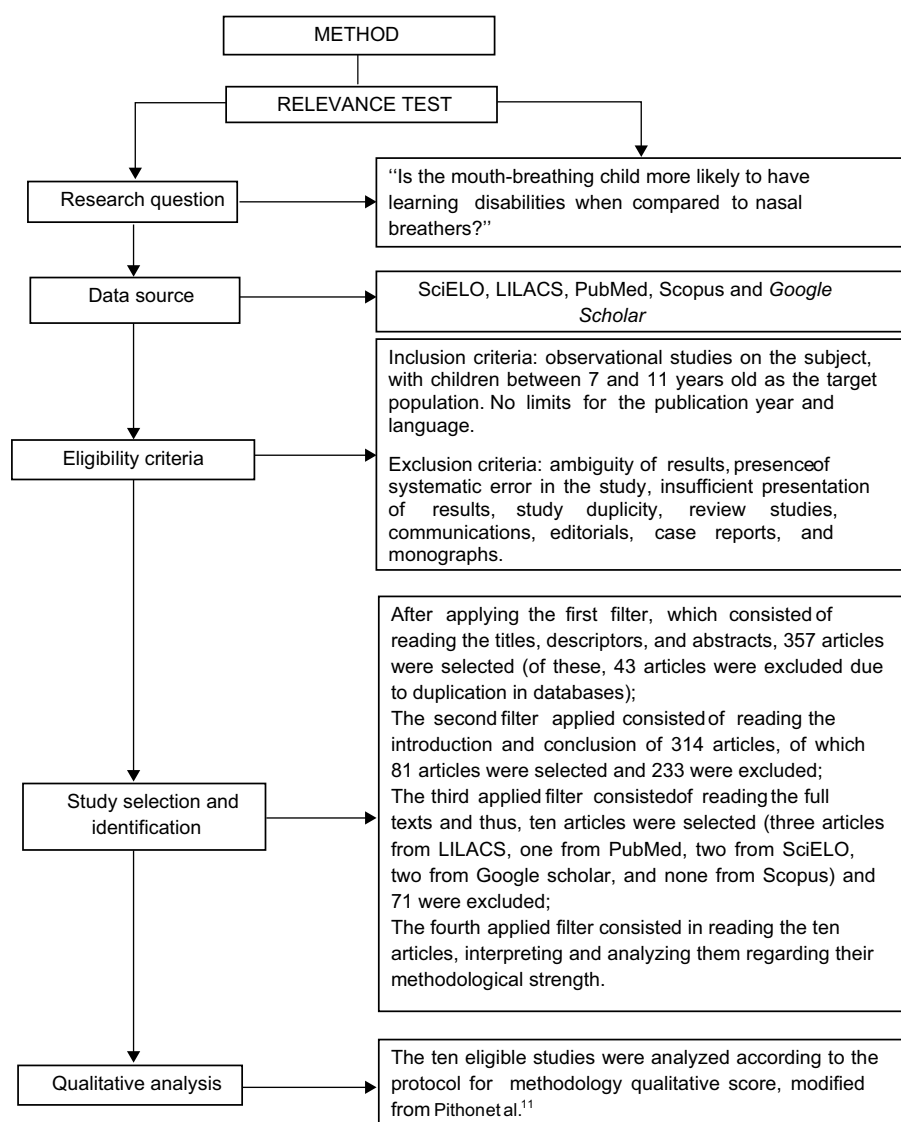 METHOD
RELEVANCE TEST
Research question
‘‘Is the mouth-breathing child more likely to have
learning disabilities when compared to nasal
breathers?’’
Data source
SciELO, LILACS, PubMed, Scopus and Google
Scholar
Eligibility criteria
Inclusion criteria: observational studies on the subject,
with children between 7 and 11 years old as the target
population. No limits for the publication year and
language.
Exclusion criteria: ambiguity of results, presenceof
systematic error in the study, insufficient presentation
of results, study duplicity, review studies,
communications, editorials, case reports, and
monographs.
Study selection and
identification
After applying the first filter, which consisted of
reading the titles, descriptors, and abstracts, 357 articles
were selected (of these, 43 articles were excluded due
to duplication in databases);
The second filter applied consisted of reading the
introduction and conclusion of 314 articles, of which
81 articles were selected and 233 were excluded;
The third applied filter consistedof reading the full
texts and thus, ten articles were selected (three articles
from LILACS, one from PubMed, two from SciELO,
two from Google scholar, and none from Scopus) and
71 were excluded;
The fourth applied filter consisted in reading the ten
articles, interpreting and analyzing them regarding their
methodological strength.
Qualitative analysis
The ten eligible studies were analyzed according to the
protocol for methodology qualitative score, modified
from Pithon et al.11